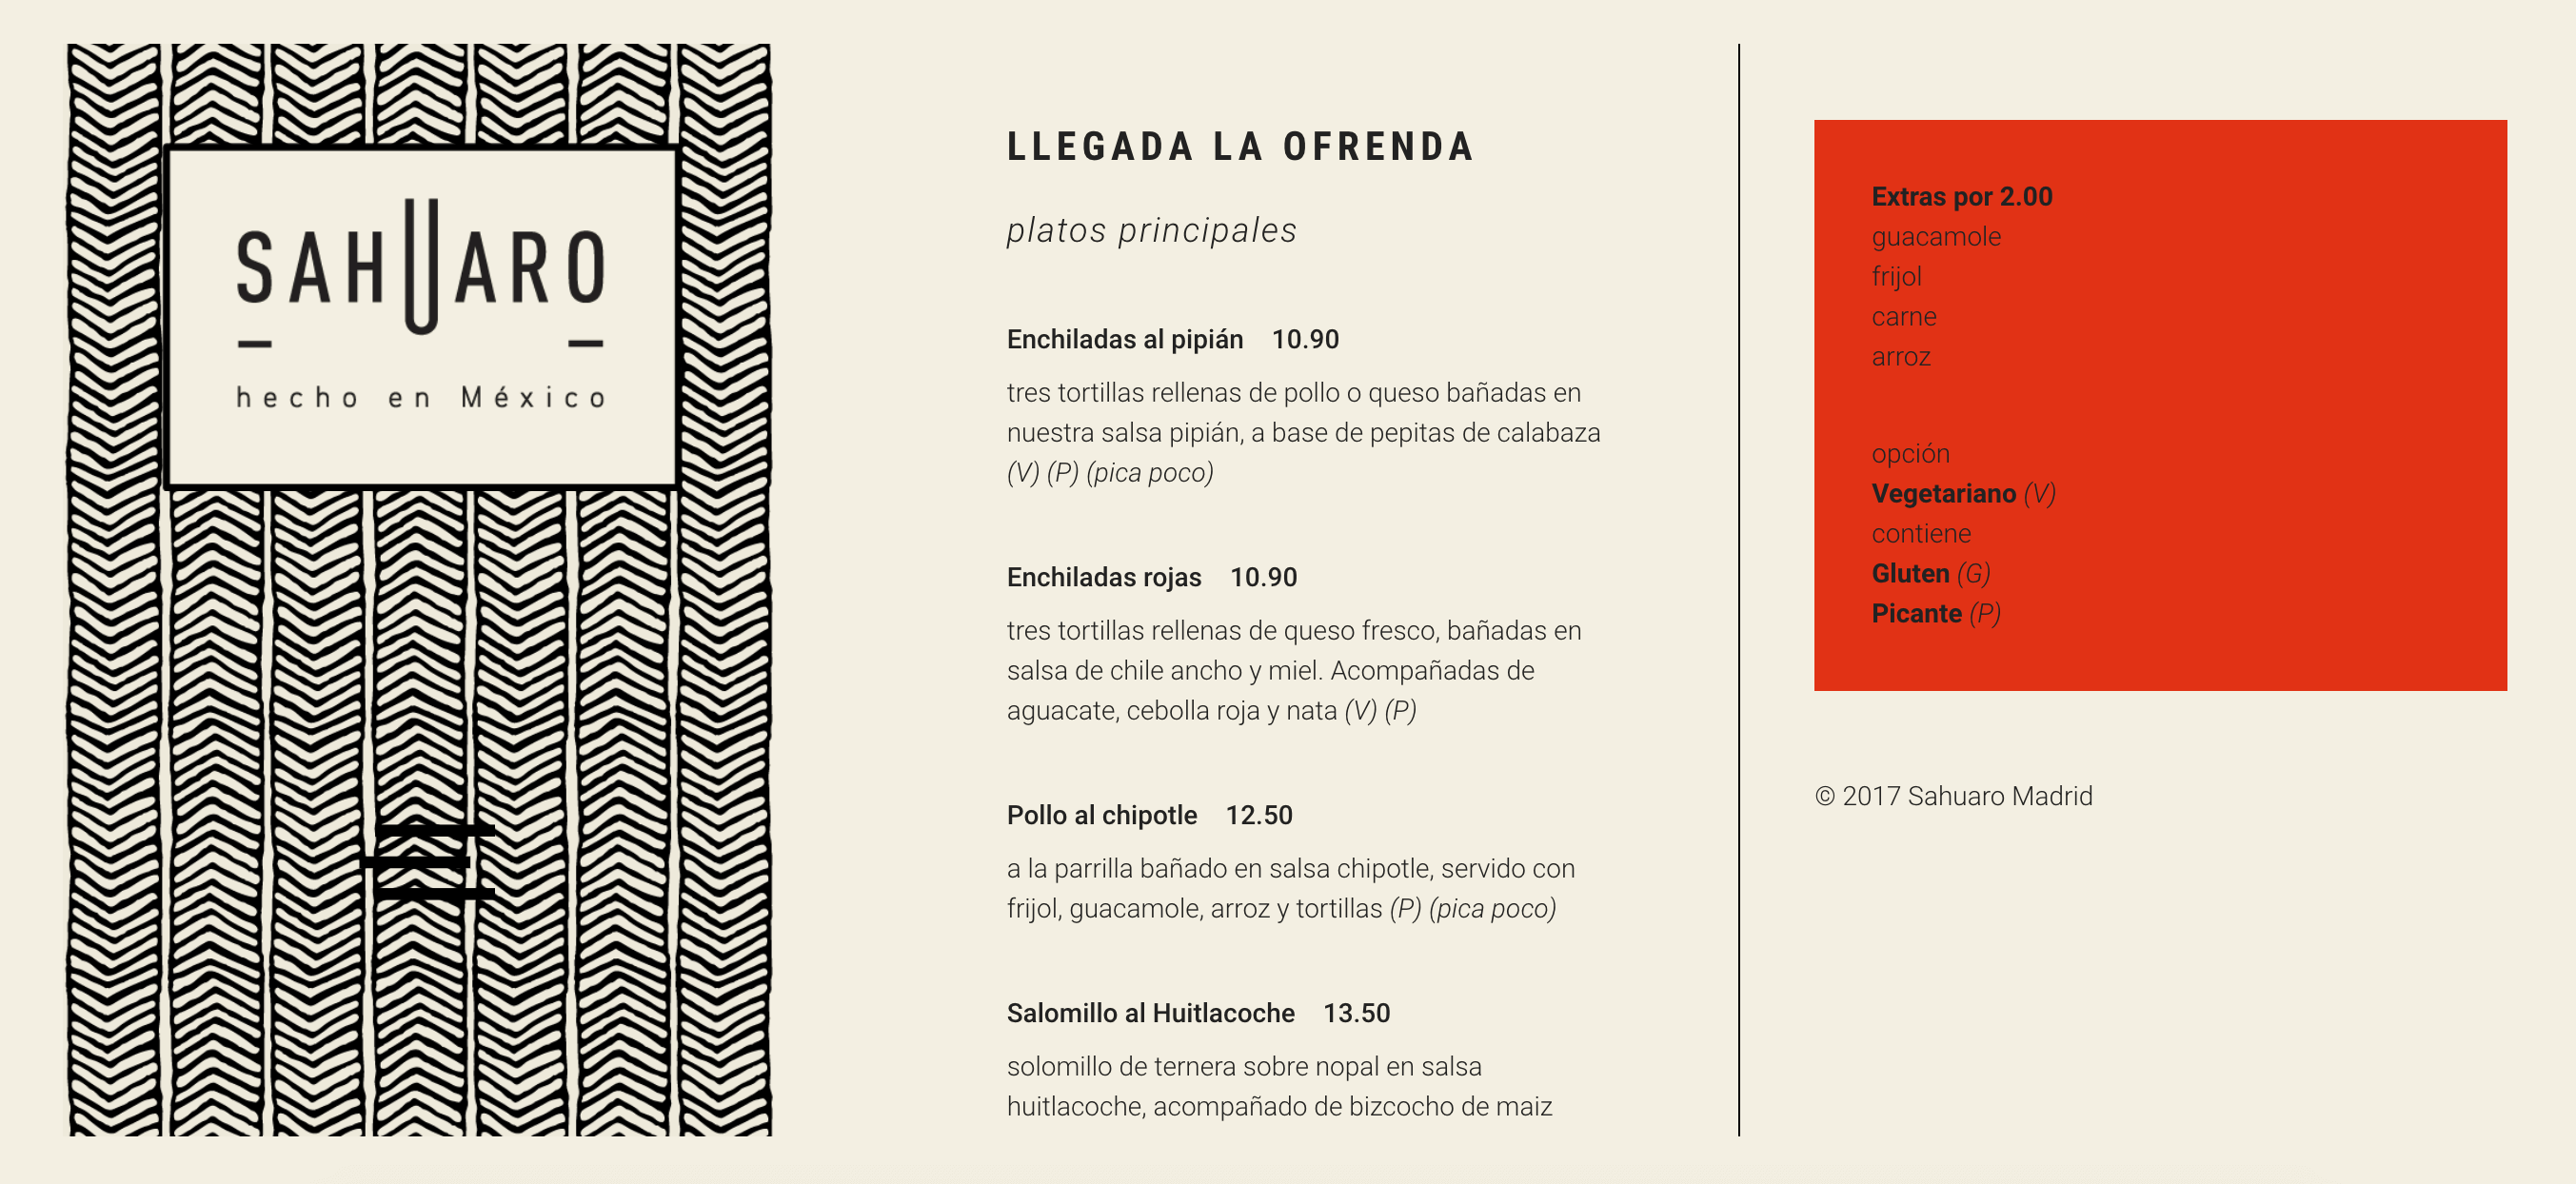 SAHUARO
hecho en México
LLEGADA LA OFRENDA
platos principales
Enchiladas al pipián 10.90
tres tortillas rellenas de pollo o queso bañadas en
nuestra salsa pipián, a base de pepitas de calabaza
(V) (P) (pica poco)
Enchiladas rojas 10.90
tres tortillas rellenas de queso fresco, bañadas en
salsa de chile ancho y miel. Acompañadas de
aguacate, cebolla roja y nata (V) (P)
Pollo al chipotle 12.50
a la parrilla bañado en salsa chipotle, servido con
frijol, guacamole, arroz y tortillas (P) (pica poco)
Salomillo al Huitlacoche 13.50
solomillo de ternera sobre nopal en salsa
huitlacoche, acompañado de bizcocho de maiz
Extras por 2.00
guacamole
frijol
carne
arroz
opción
Vegetariano (V)
contiene
Gluten (G)
Picante (P)
© 2017 Sahuaro Madrid